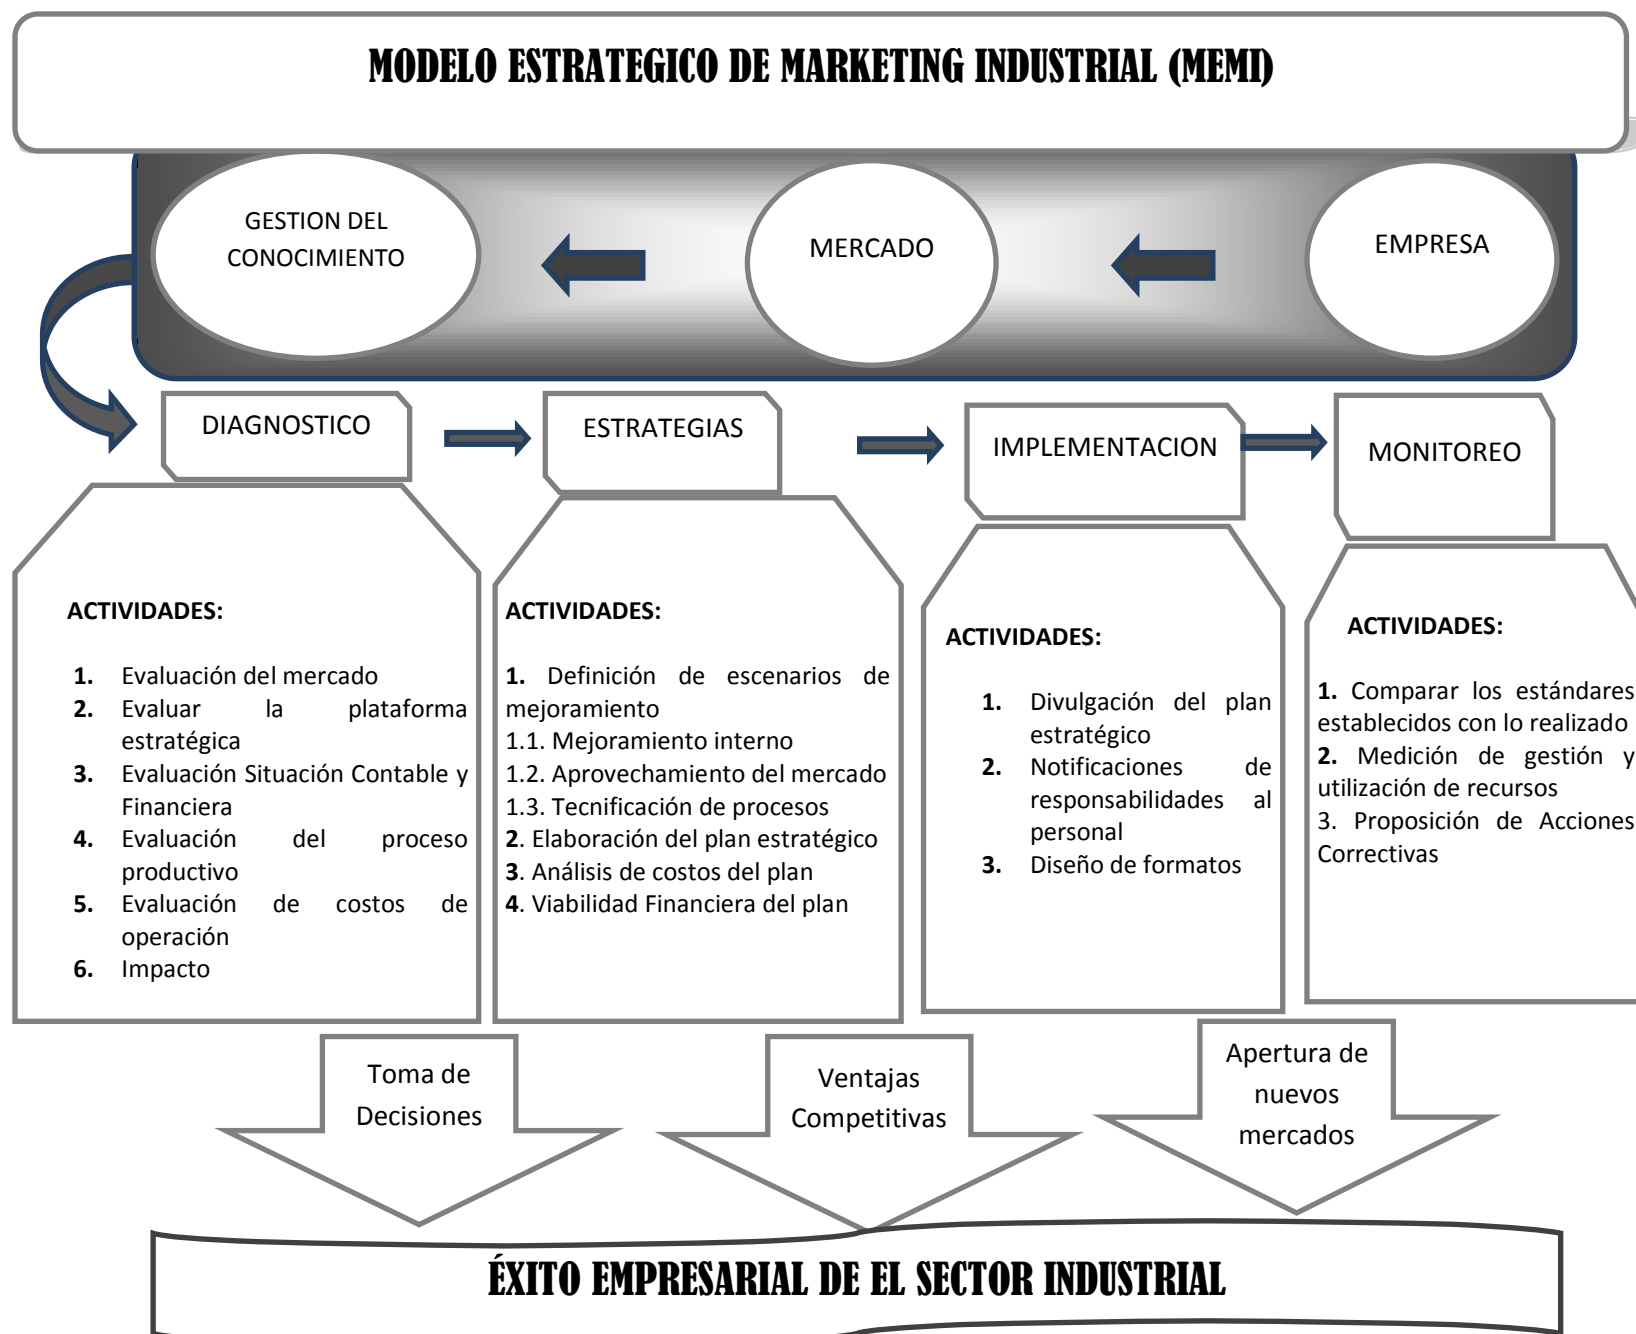 MODELO ESTRATEGICO DE MARKETING INDUSTRIAL (MEMI)
GESTION DEL
CONOCIMIENTO
MERCADO
EMPRESA
DIAGNOSTICO
ESTRATEGIAS
IMPLEMENTACION
MONITOREO
ACTIVIDADES:
1. Evaluación del mercado
2. Evaluar la plataforma
estratégica
3. Evaluación Situación Contable y
Financiera
4. Evaluación del proceso
productivo
5. Evaluación de costos de
operación
6. Impacto
ACTIVIDADES:
1. Definición de escenarios de
mejoramiento
1.1. Mejoramiento interno
1.2. Aprovechamiento del mercado
1.3. Tecnificación de procesos
2. Elaboración del plan estratégico
3. Análisis de costos del plan
4. Viabilidad Financiera del plan
ACTIVIDADES:
1. Divulgación del plan
estratégico
2. Notificaciones de
responsabilidades al
personal
3. Diseño de formatos
ACTIVIDADES:
1. Comparar los estándares
establecidos con lo realizado
2. Medición de gestión y
utilización de recursos
3. Proposición de Acciones
Correctivas
Toma de
Decisiones
Ventajas
Competitivas
Apertura de
nuevos
mercados
ÉXITO EMPRESARIAL DE EL SECTOR INDUSTRIAL